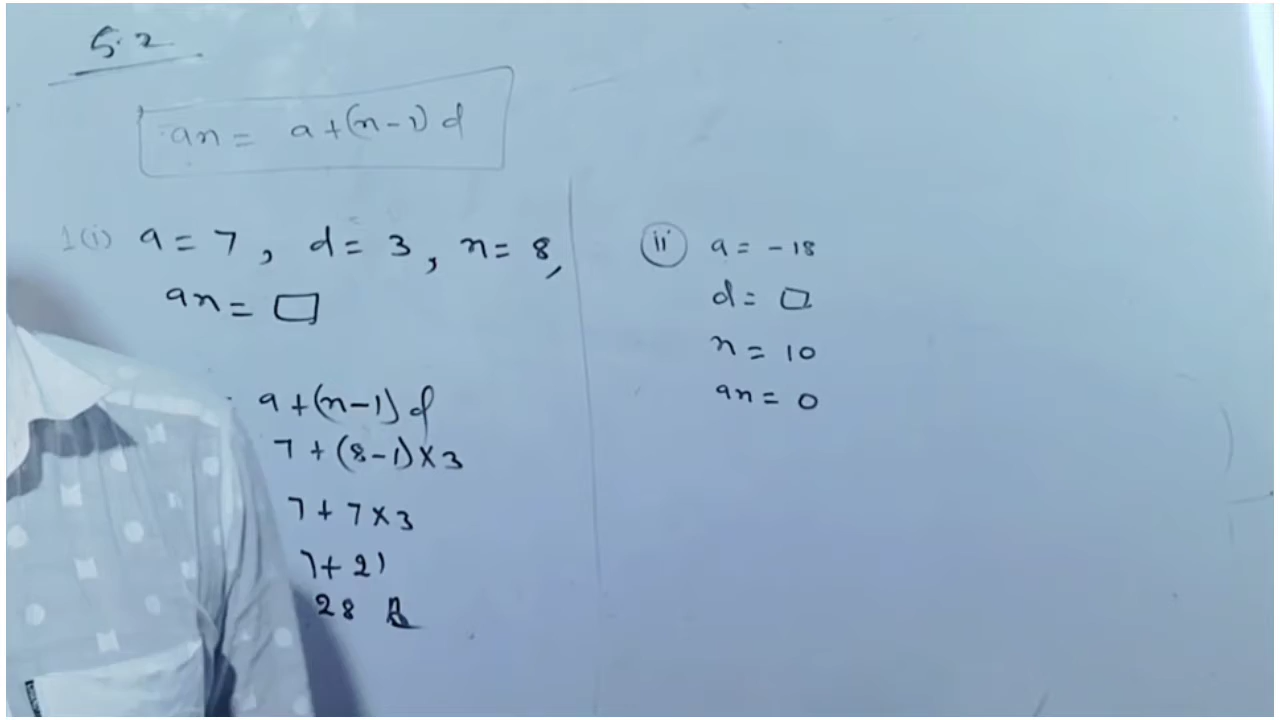 5.2
an = a+(n-1) d
1(i) a = 7, d = 3, n = 8,
an = □
a+(n-1) d
7+(8-1)×3
7+7×3
7+21
28
(ii) a = -18
d = □
n = 10
an = 0